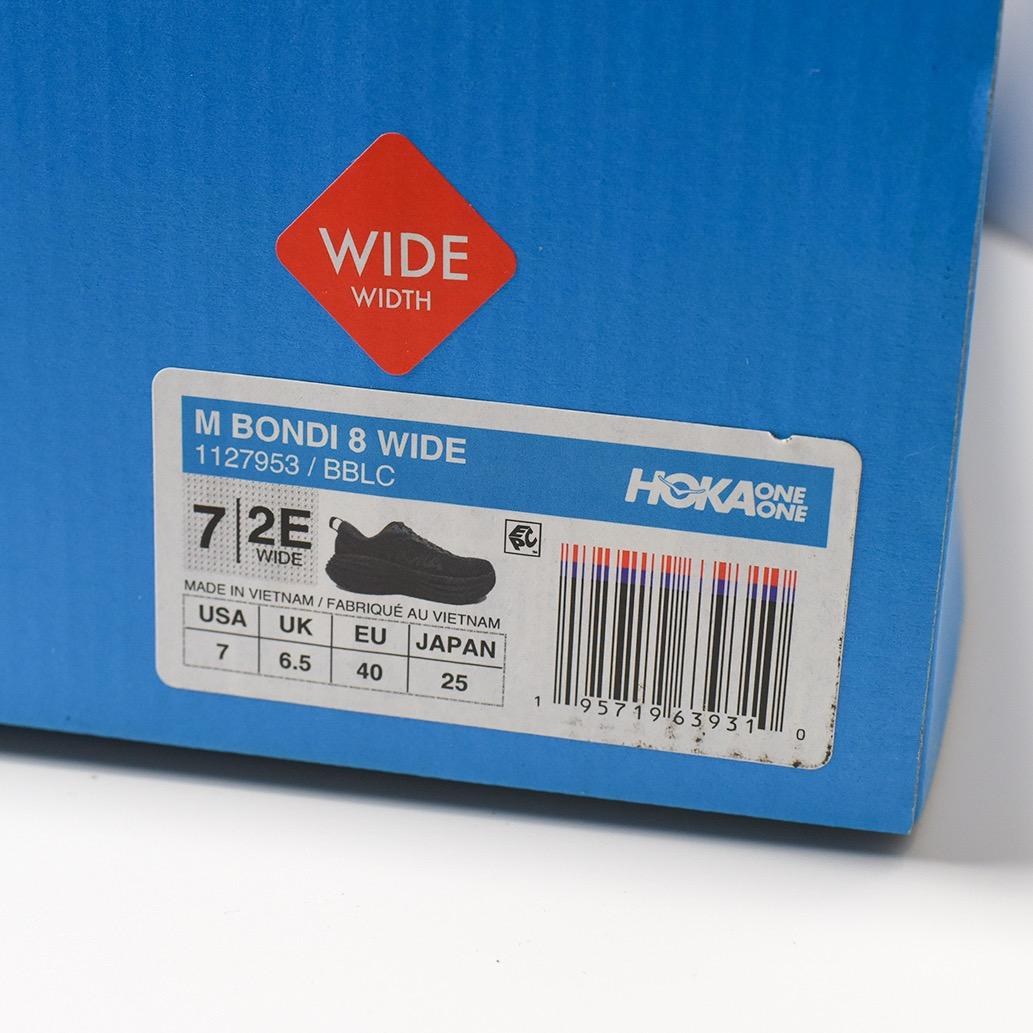 WIDE
WIDTH
M BONDI 8 WIDE
1127953 / BBLC
HOKA ONE ONE
7 | 2E
WIDE
EPC
MADE IN VIETNAM / FABRIQUÉ AU VIETNAM
USA UK EU JAPAN
7 6.5 40 25
1 95719 63931 0